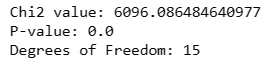 Chi2 value: 6096.086484640977
P-value: 0.0
Degrees of Freedom: 15